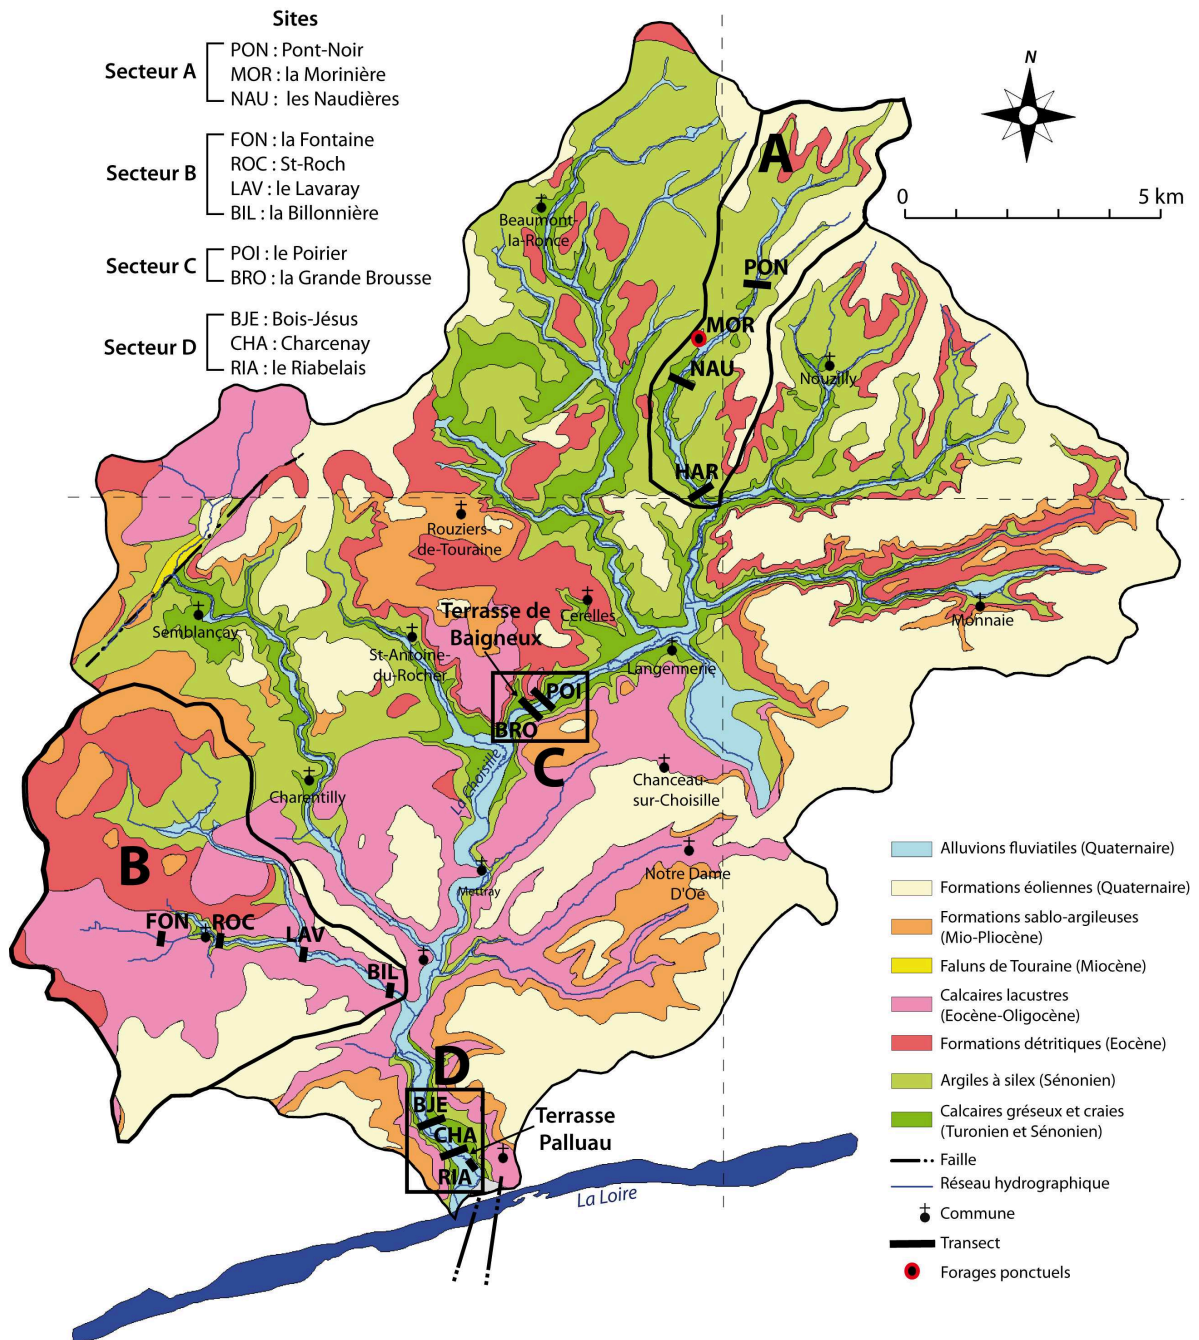 Sites
Secteur A
PON : Pont-Noir
MOR : la Morinière
NAU : les Naudières
Secteur B
FON : la Fontaine
ROC : St-Roch
LAV : le Lavaray
BIL : la Billonnière
Secteur C
POI : le Poirier
BRO : la Grande Brousse
Secteur D
BJE : Bois-Jésus
CHA : Charcenay
RIA : le Riabelais
N
0
5 km
A
Beaumont-
la-Ronce
PON
MOR
NAU
Nouzilly
HAR
Rouziers-
de-Touraine
Terrasse de
Baigneux
Cerelles
Monnaie
Semblançay
St-Antoine-
du-Rocher
Langennerie
POI
BRO
C
La Choisille
Chanceau-
sur-Choisille
Charentilly
B
Mettray
Notre Dame
D'Oé
FON
ROC
LAV
BIL
D
BJE
CHA
RIA
Terrasse
Palluau
La Loire
Alluvions fluviatiles (Quaternaire)
Formations éoliennes (Quaternaire)
Formations sablo-argileuses
(Mio-Pliocène)
Faluns de Touraine (Miocène)
Calcaires lacustres
(Eocène-Oligocène)
Formations détritiques (Eocène)
Argiles à silex (Sénonien)
Calcaires gréseux et craies
(Turonien et Sénonien)
Faille
Réseau hydrographique
Commune
Transect
Forages ponctuels